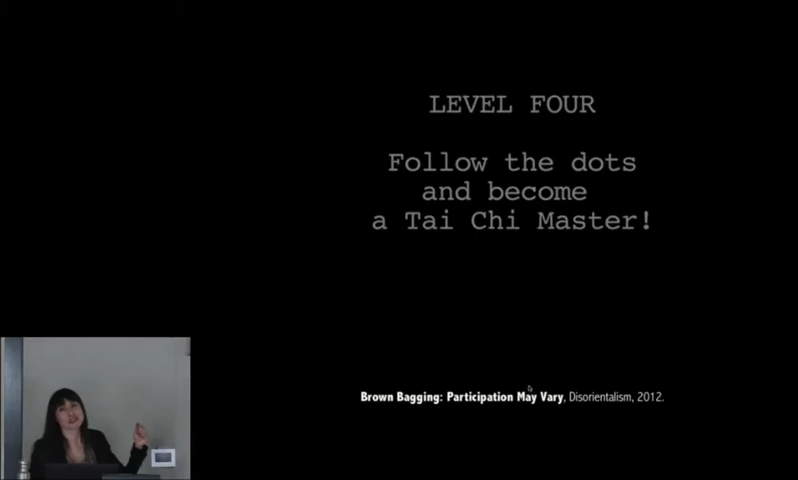 LEVEL FOUR
Follow the dots
and become
a Tai Chi Master!
Brown Bagging: Participation May Vary, Disorientalism, 2012.